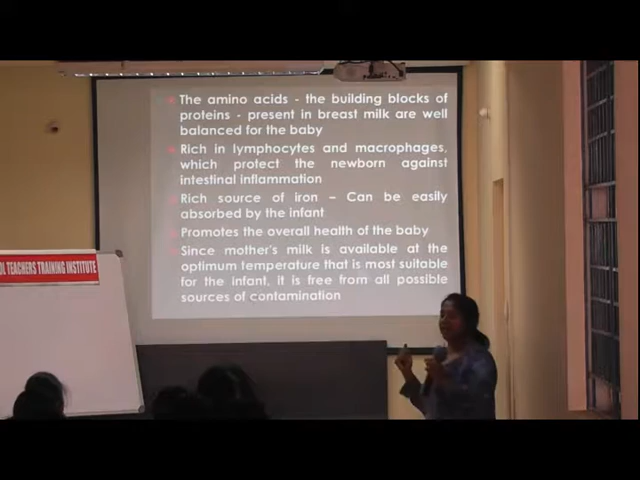 The amino acids - the building blocks of
proteins - present in breast milk are well
balanced for the baby
Rich in lymphocytes and macrophages,
which protect the newborn against
intestinal inflammation
Rich source of iron – Can be easily
absorbed by the infant
Promotes the overall health of the baby
Since mother's milk is available at the
optimum temperature that is most suitable
for the infant, it is free from all possible
sources of contamination
TEACHERS TRAINING INSTITUTE